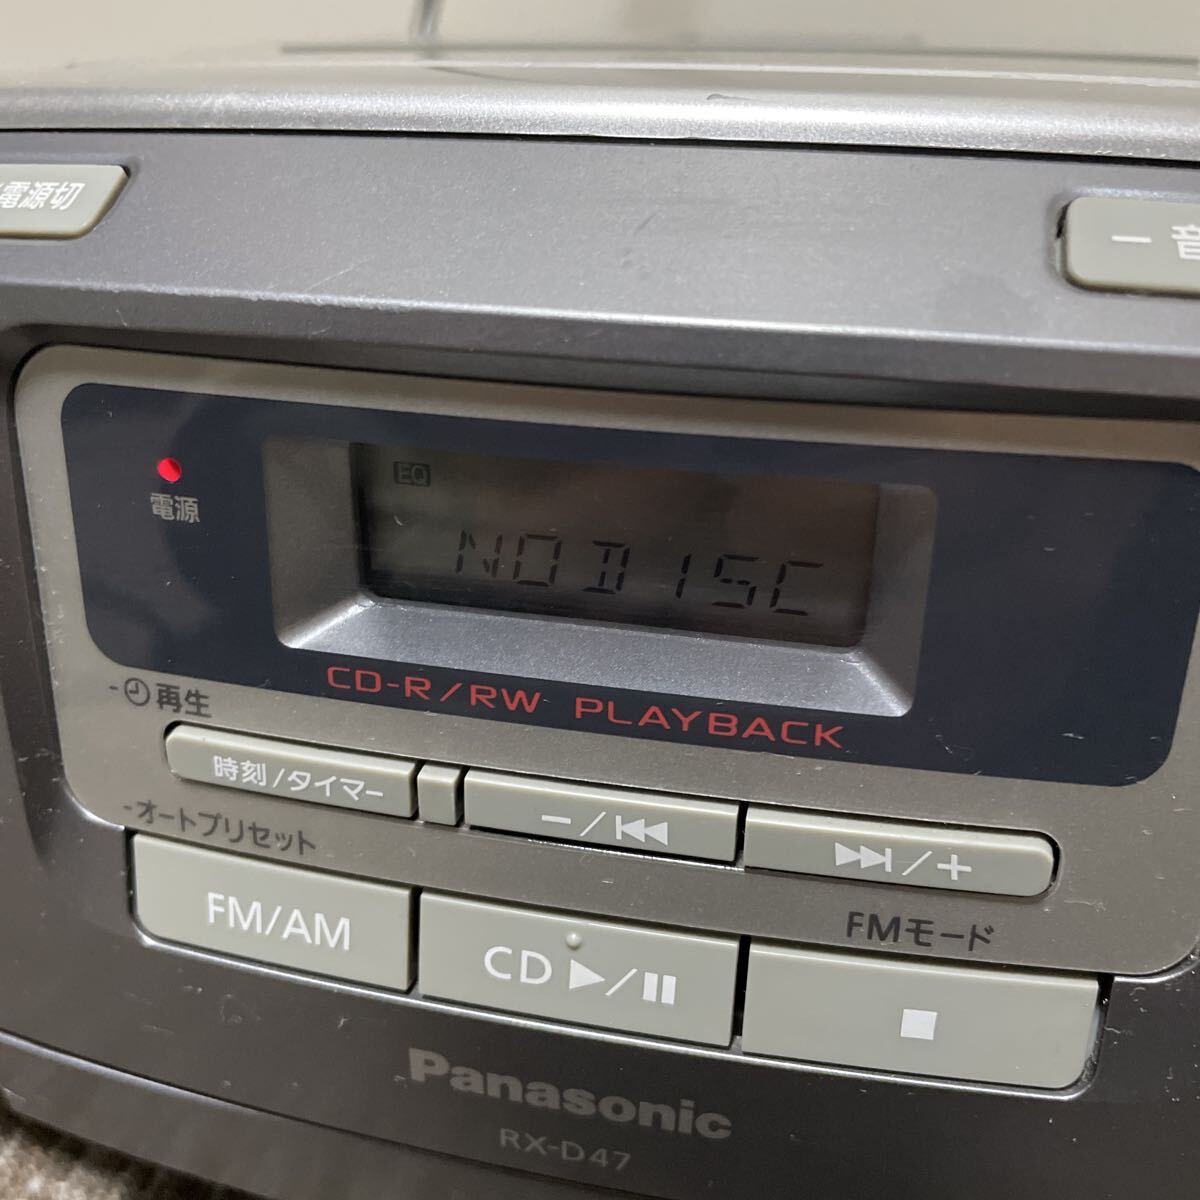 電源切
ー 音
電源
EQ
NO DISC
CD-R/RW PLAYBACK
-再生
時刻/タイマー
-/⏮
⏭/+
-オートプリセット
FM/AM
CD ▶/⏸
FMモード
■
Panasonic
RX-D47